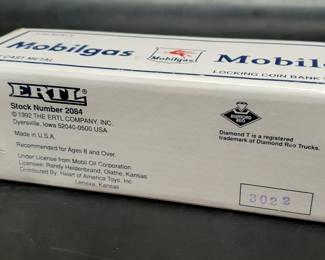 Mobilgas Mobil
CAST METAL
LOCKING COIN BANK
ERTL
Stock Number 2084
© 1992 THE ERTL COMPANY, INC.
Dyersville, Iowa 52040-0500 USA
Made in U.S.A.
Recommended for Ages 8 and Over.
Under License from Mobil Oil Corporation
Licensee: Randy Heidenbrand, Olathe, Kansas
Distributed By: Heart of America Toys, Inc.
Lenexa, Kansas
DIAMOND
REO
Diamond T is a registered
trademark of Diamond Reo Trucks.
3022